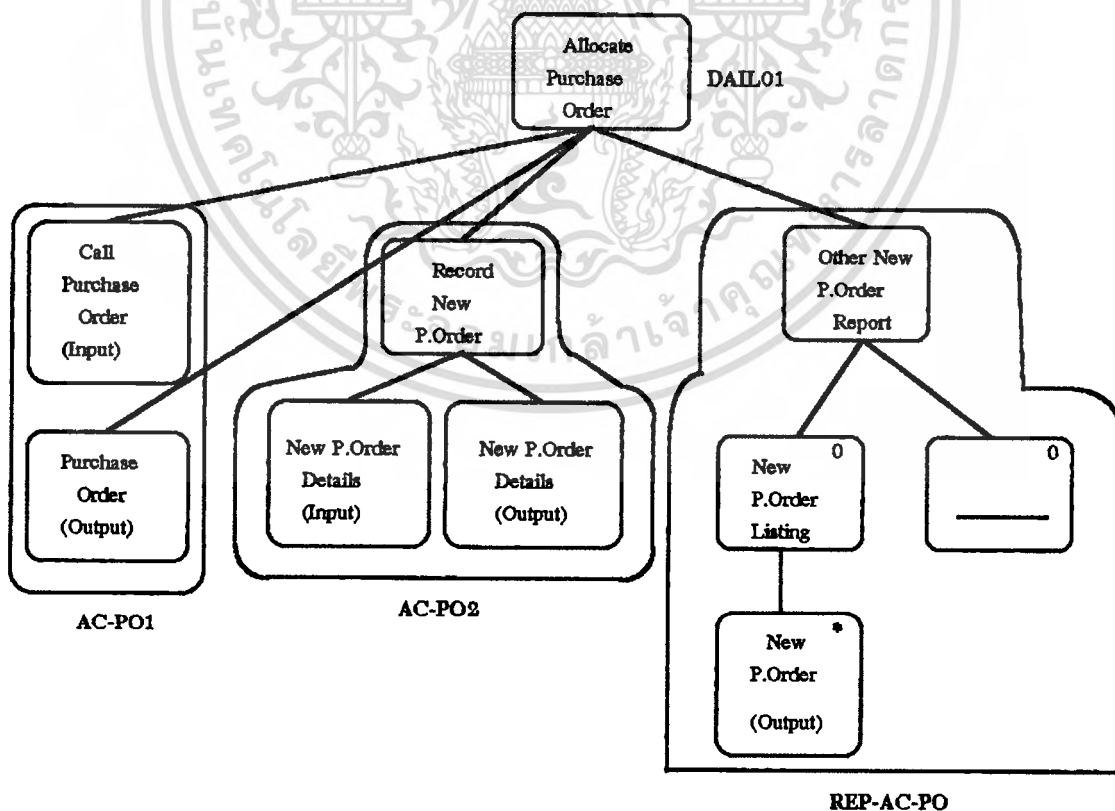 Allocate
Purchase
Order
DAIL01
Call
Purchase
Order
(Input)
Purchase
Order
(Output)
AC-PO1
Record
New
P.Order
New P.Order
Details
(Input)
New P.Order
Details
(Output)
AC-PO2
Other New
P.Order
Report
0
New
P.Order
Listing
0
*
New
P.Order
(Output)
REP-AC-PO